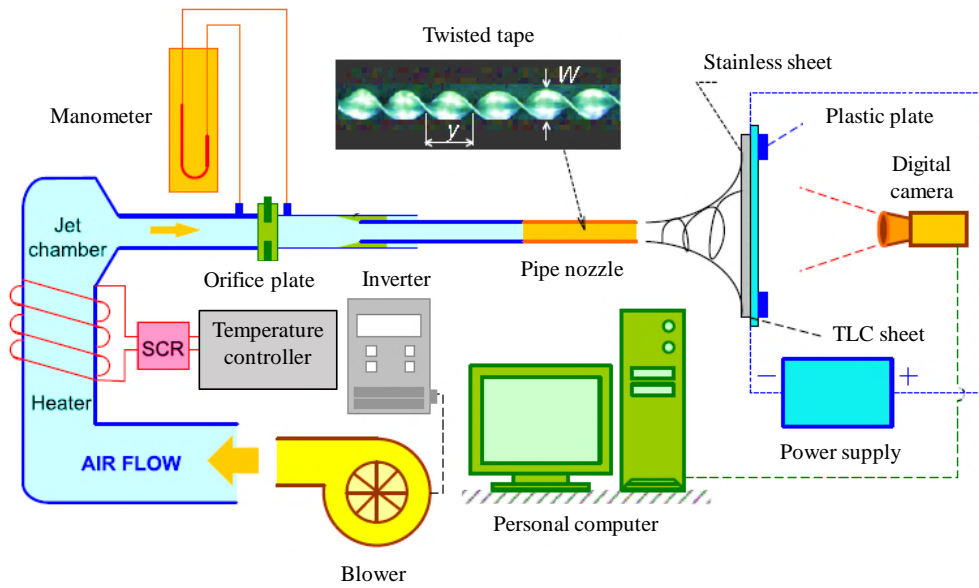 Twisted tape
W
y
Stainless sheet
Manometer
Plastic plate
Digital
camera
Jet
chamber
Orifice plate
Pipe nozzle
Inverter
TLC sheet
SCR
Temperature
controller
Heater
− +
Power supply
AIR FLOW
Personal computer
Blower